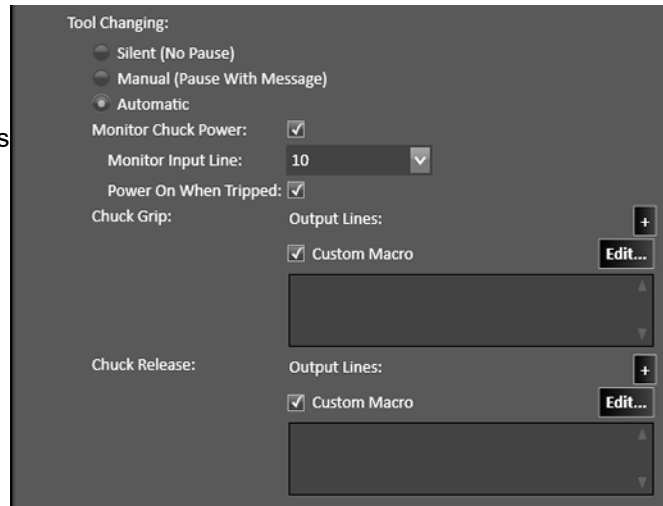 Tool Changing:
Silent (No Pause)
Manual (Pause With Message)
Automatic
s
Monitor Chuck Power:
Monitor Input Line: 10
Power On When Tripped:
Chuck Grip: Output Lines: +
Custom Macro Edit...
Chuck Release: Output Lines: +
Custom Macro Edit...